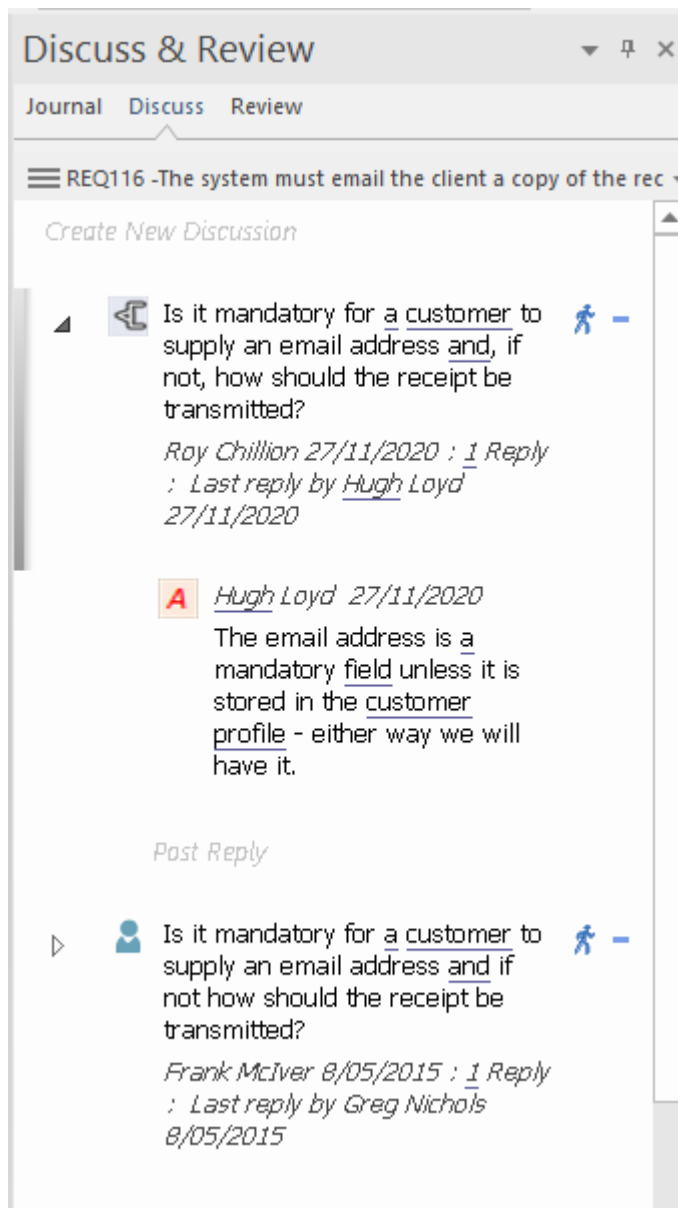 Discuss & Review
Journal Discuss Review
REQ116 -The system must email the client a copy of the rec
Create New Discussion
Is it mandatory for a customer to
supply an email address and, if
not, how should the receipt be
transmitted?
Roy Chillion 27/11/2020 : 1 Reply
: Last reply by Hugh Loyd
27/11/2020
A Hugh Loyd 27/11/2020
The email address is a
mandatory field unless it is
stored in the customer
profile - either way we will
have it.
Post Reply
Is it mandatory for a customer to
supply an email address and if
not how should the receipt be
transmitted?
Frank McIver 8/05/2015 : 1 Reply
: Last reply by Greg Nichols
8/05/2015